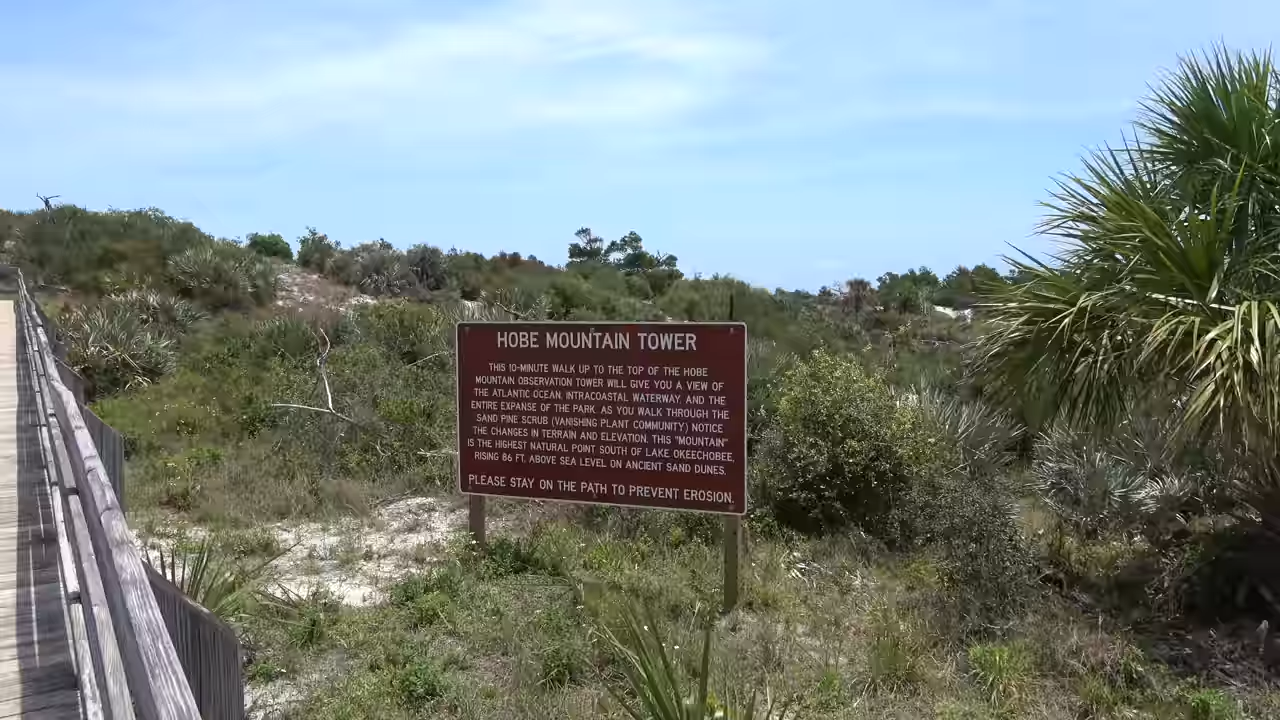 HOBE MOUNTAIN TOWER
THIS 10-MINUTE WALK UP TO THE TOP OF THE HOBE
MOUNTAIN OBSERVATION TOWER WILL GIVE YOU A VIEW OF
THE ATLANTIC OCEAN, INTRACOASTAL WATERWAY, AND THE
ENTIRE EXPANSE OF THE PARK. AS YOU WALK THROUGH THE
SAND PINE SCRUB (VANISHING PLANT COMMUNITY) NOTICE
THE CHANGES IN TERRAIN AND ELEVATION. THIS "MOUNTAIN"
IS THE HIGHEST NATURAL POINT SOUTH OF LAKE OKEECHOBEE,
RISING 86 FT. ABOVE SEA LEVEL ON ANCIENT SAND DUNES.
PLEASE STAY ON THE PATH TO PREVENT EROSION.